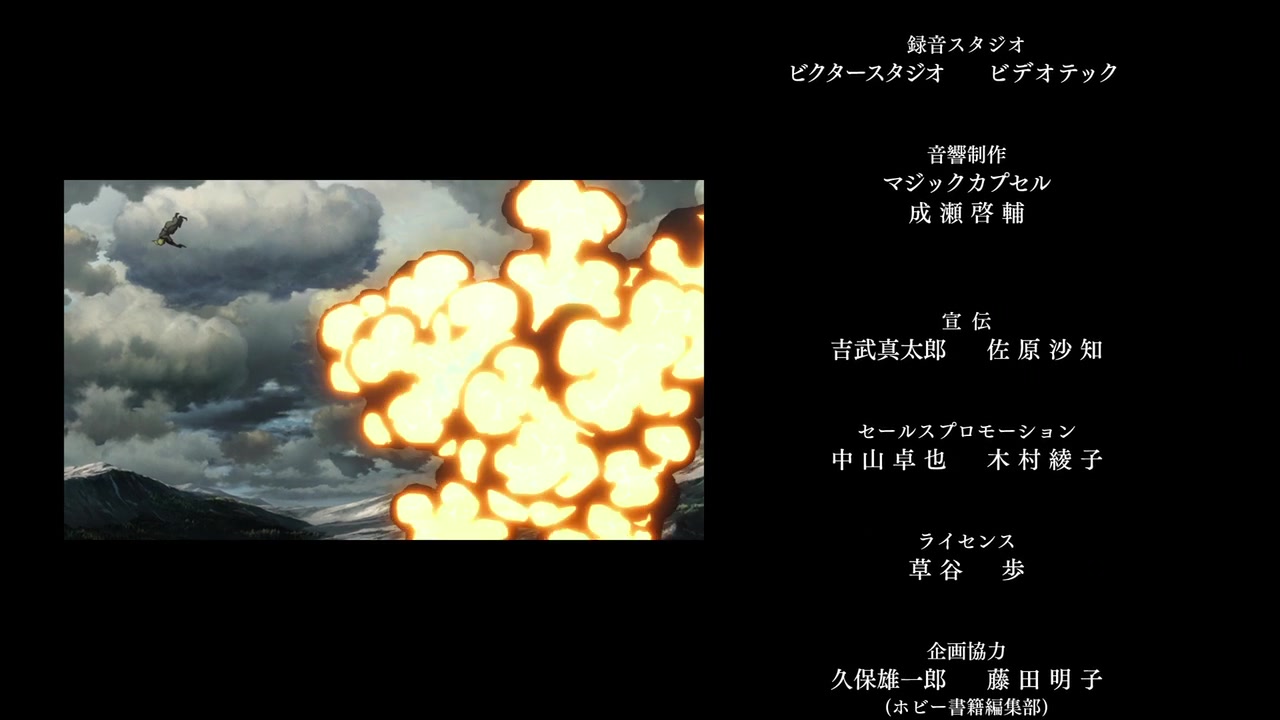 録音スタジオ
ビクタースタジオ　ビデオテック
音響制作
マジックカプセル
成瀬啓輔
宣伝
吉武真太郎　佐原沙知
セールスプロモーション
中山卓也　木村綾子
ライセンス
草谷　歩
企画協力
久保雄一郎　藤田明子
(ホビー書籍編集部)